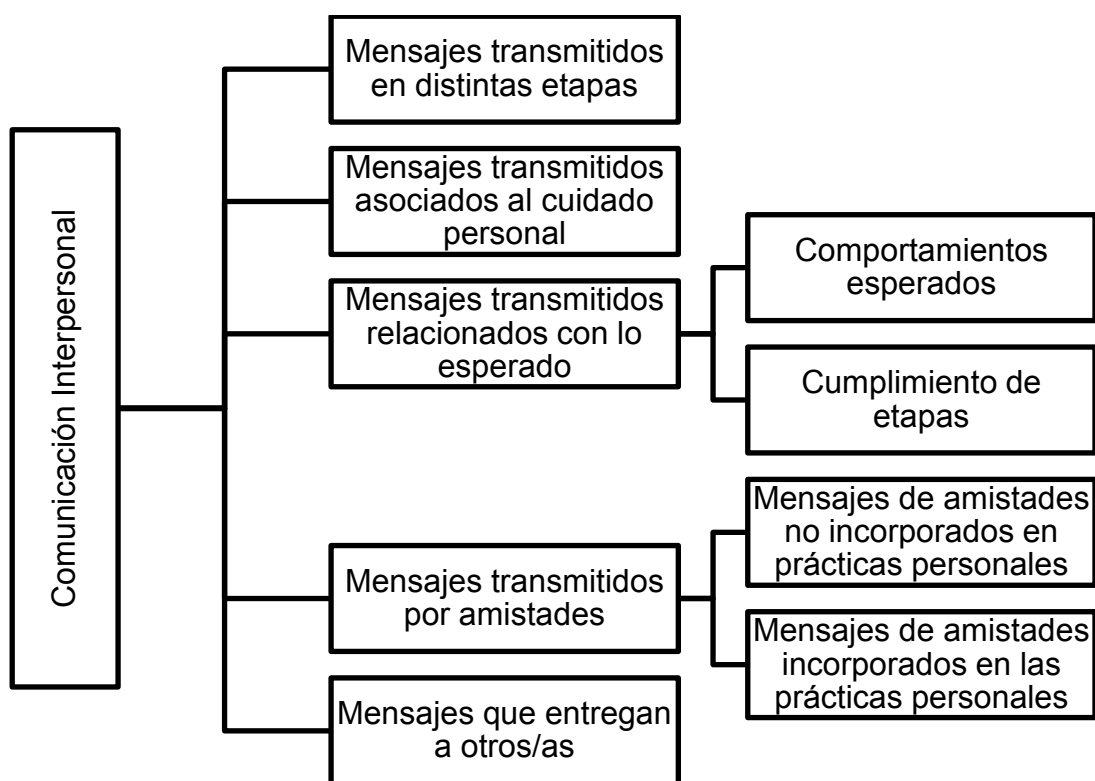 Comunicación Interpersonal
Mensajes transmitidos
en distintas etapas
Mensajes transmitidos
asociados al cuidado
personal
Mensajes transmitidos
relacionados con lo
esperado
Comportamientos
esperados
Cumplimiento de
etapas
Mensajes transmitidos
por amistades
Mensajes de amistades
no incorporados en
prácticas personales
Mensajes de amistades
incorporados en las
prácticas personales
Mensajes que entregan
a otros/as